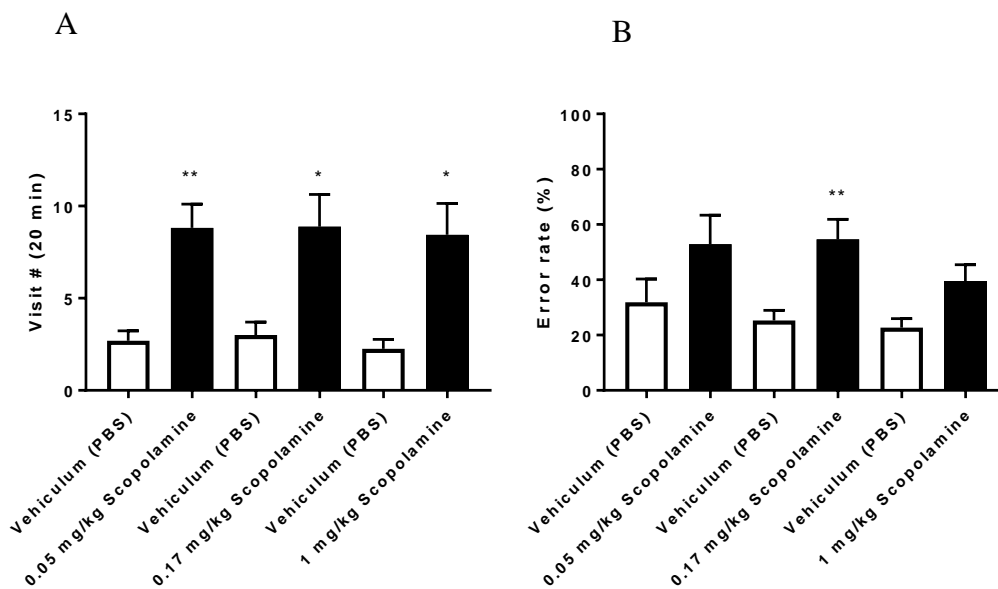 A
B
15
10
5
0
Visit # (20 min)
**
*
*
Vehiculum (PBS)
0.05 mg/kg Scopolamine
Vehiculum (PBS)
0.17 mg/kg Scopolamine
Vehiculum (PBS)
1 mg/kg Scopolamine
100
80
60
40
20
0
Error rate (%)
**
Vehiculum (PBS)
0.05 mg/kg Scopolamine
Vehiculum (PBS)
0.17 mg/kg Scopolamine
Vehiculum (PBS)
1 mg/kg Scopolamine